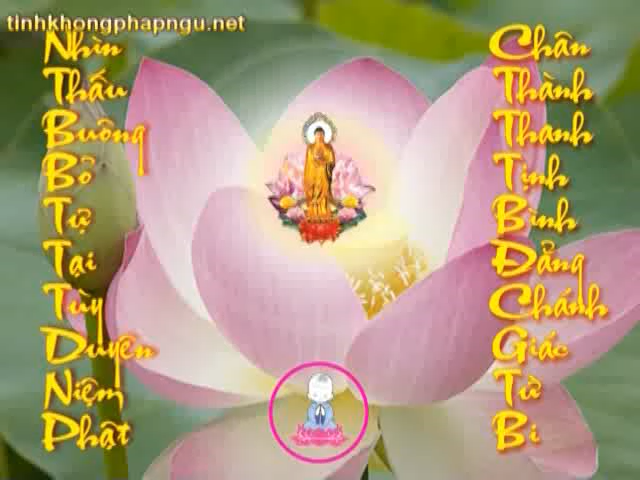 tinhkhongphapngu.net
Nhìn
Thấu
Buông
Bỏ
Tự
Tại
Tùy
Duyên
Niệm
Phật
Chân
Thành
Thanh
Tịnh
Bình
Đẳng
Chánh
Giác
Từ
Bi